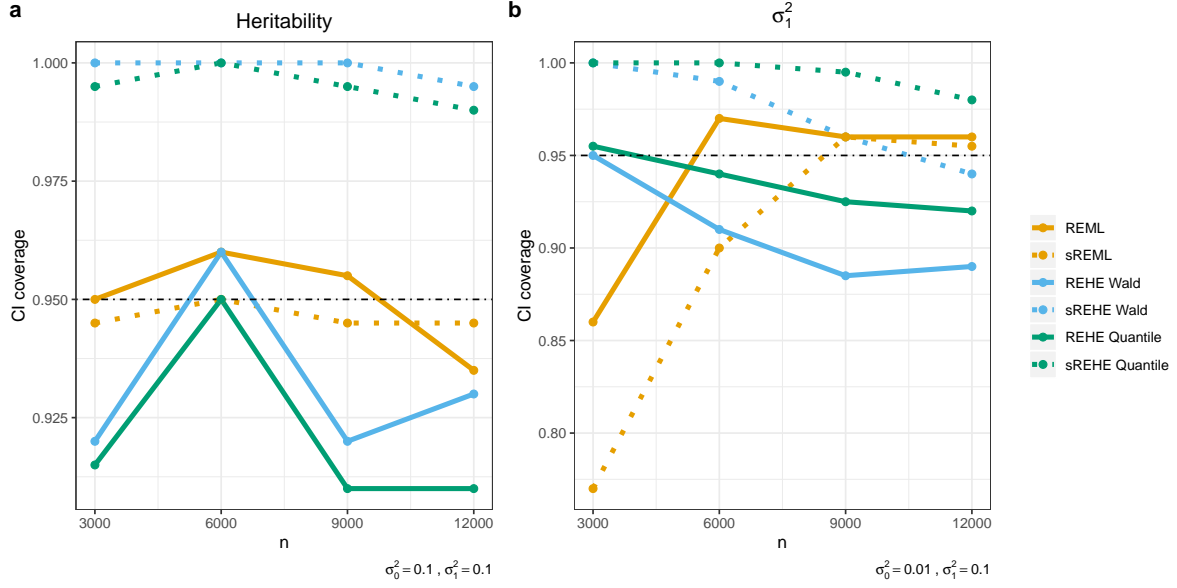 a
Heritability
CI coverage
1.000
0.975
0.950
0.925
3000 6000 9000 12000
n
σ₀² = 0.1 , σ₁² = 0.1
b
σ₁²
CI coverage
1.00
0.95
0.90
0.85
0.80
3000 6000 9000 12000
n
σ₀² = 0.01 , σ₁² = 0.1
REML
sREML
REHE Wald
sREHE Wald
REHE Quantile
sREHE Quantile